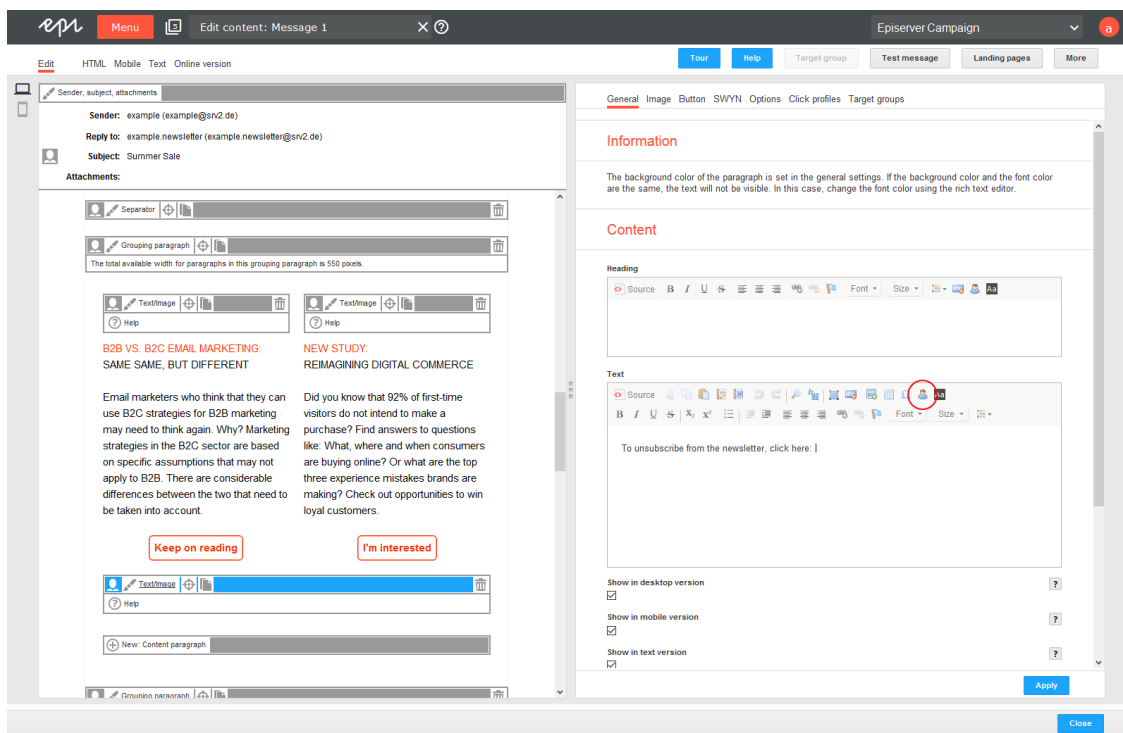 epi Menu 5 Edit content: Message 1 Episerver Campaign a
Edit HTML Mobile Text Online version Tour Help Target group Test message Landing pages More
Sender, subject, attachments
Sender: example (example@srv2.de)
Reply to: example.newsletter (example.newsletter@srv2.de)
Subject: Summer Sale
Attachments:
Separator
Grouping paragraph
The total available width for paragraphs in this grouping paragraph is 550 pixels.
Text/Image
? Help
B2B VS. B2C EMAIL MARKETING:
SAME SAME, BUT DIFFERENT
Email marketers who think that they can
use B2C strategies for B2B marketing
may need to think again. Why? Marketing
strategies in the B2C sector are based
on specific assumptions that may not
apply to B2B. There are considerable
differences between the two that need to
be taken into account.
Keep on reading
Text/Image
? Help
NEW STUDY:
REIMAGINING DIGITAL COMMERCE
Did you know that 92% of first-time
visitors do not intend to make a
purchase? Find answers to questions
like: What, where and when consumers
are buying online? Or what are the top
three experience mistakes brands are
making? Check out opportunities to win
loyal customers.
I'm interested
Text/Image
? Help
New: Content paragraph
Grouping paragraph
General Image Button SWYN Options Click profiles Target groups
Information
The background color of the paragraph is set in the general settings. If the background color and the font color
are the same, the text will not be visible. In this case, change the font color using the rich text editor.
Content
Heading
Source B I U S Font Size Aa
Text
Source Ω Aa
B I U S X₂ X² Font Size
To unsubscribe from the newsletter, click here:
Show in desktop version ?
Show in mobile version ?
Show in text version ?
Apply
Close